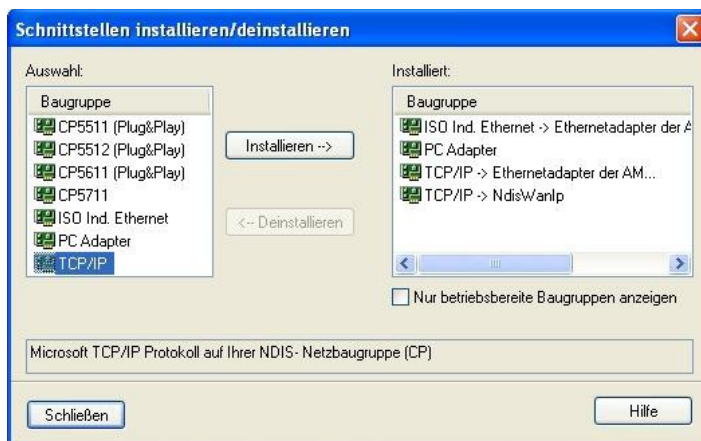 Schnittstellen installieren/deinstallieren
Auswahl:
Baugruppe
CP5511 (Plug&Play)
CP5512 (Plug&Play)
CP5611 (Plug&Play)
CP5711
ISO Ind. Ethernet
PC Adapter
TCP/IP
Installieren -->
<-- Deinstallieren
Installiert:
Baugruppe
ISO Ind. Ethernet -> Ethernetadapter der A
PC Adapter
TCP/IP -> Ethernetadapter der AM...
TCP/IP -> NdisWanIp
Nur betriebsbereite Baugruppen anzeigen
Microsoft TCP/IP Protokoll auf Ihrer NDIS- Netzbaugruppe (CP)
Schließen
Hilfe